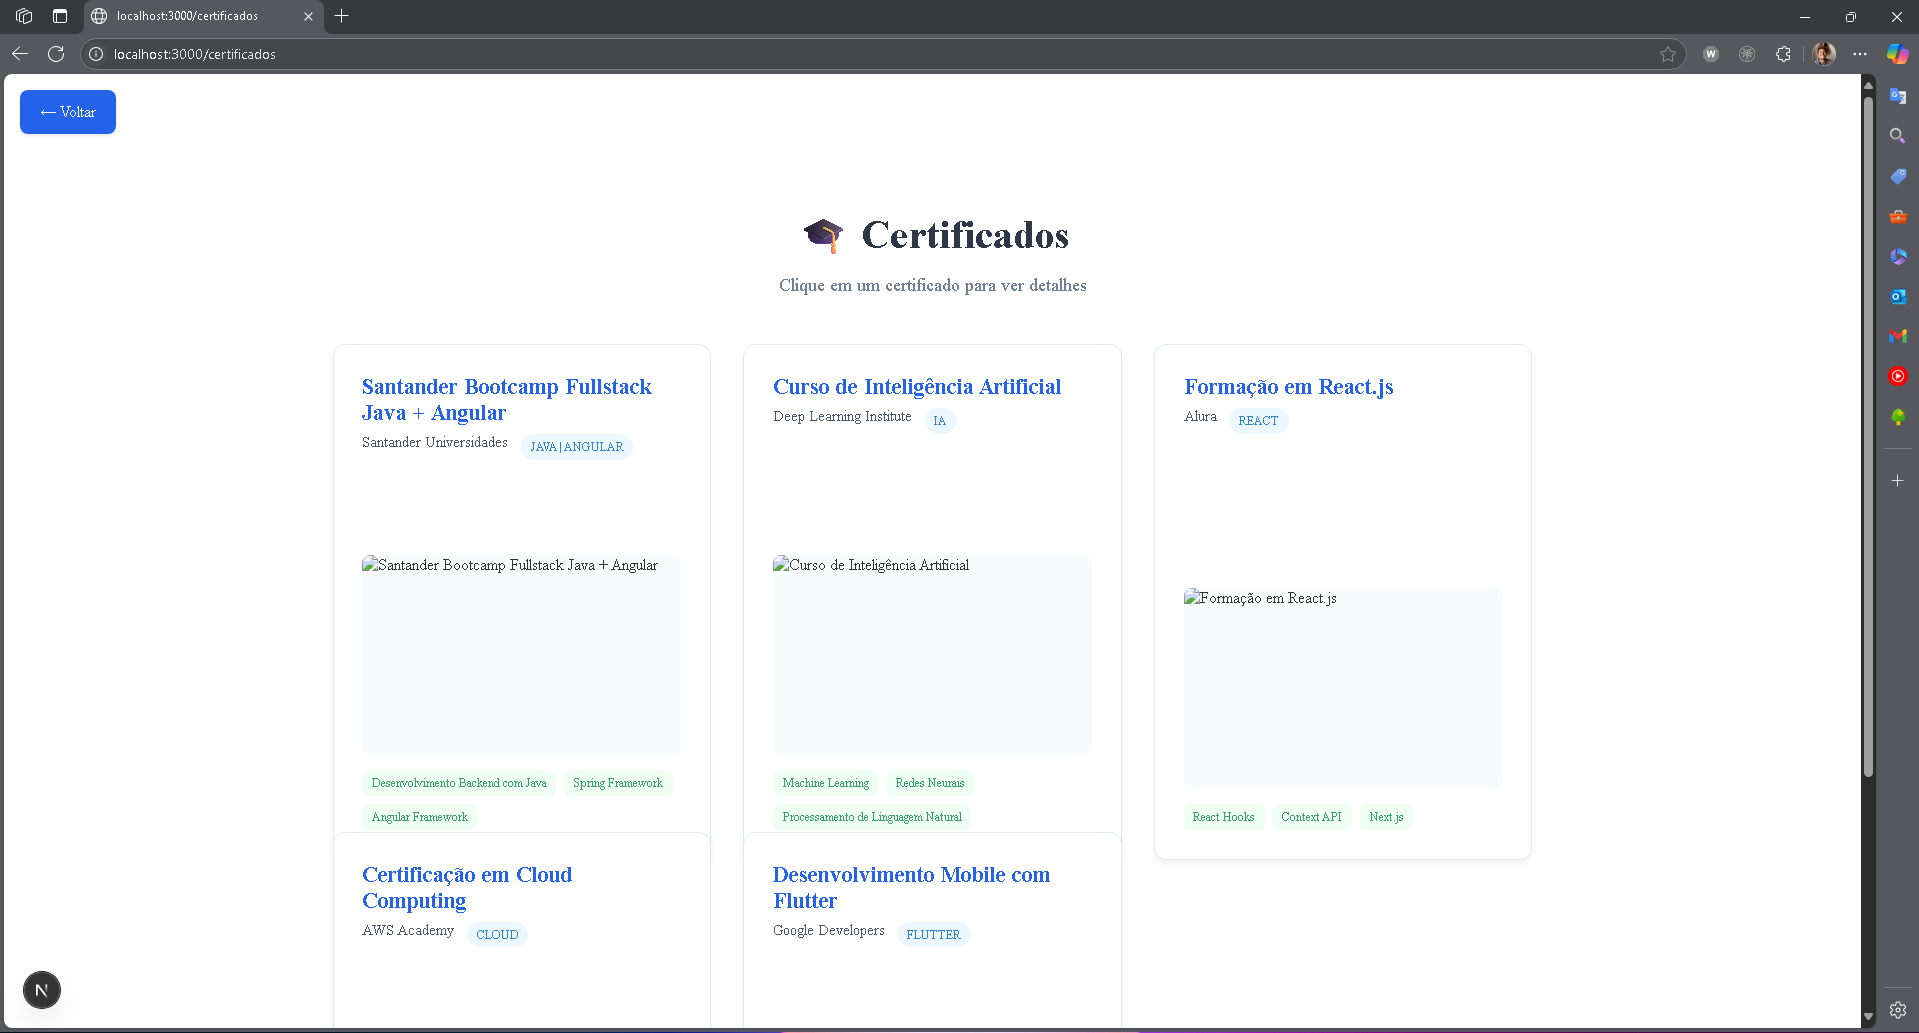 localhost:3000/certificados
localhost:3000/certificados
← Voltar
Certificados
Clique em um certificado para ver detalhes
Santander Bootcamp Fullstack
Java + Angular
Santander Universidades
JAVA | ANGULAR
Santander Bootcamp Fullstack Java + Angular
Desenvolvimento Backend com Java
Spring Framework
Angular Framework
Curso de Inteligência Artificial
Deep Learning Institute
IA
Curso de Inteligência Artificial
Machine Learning
Redes Neurais
Processamento de Linguagem Natural
Formação em React.js
Alura
REACT
Formação em React.js
React Hooks
Context API
Next.js
Certificação em Cloud
Computing
AWS Academy
CLOUD
Desenvolvimento Mobile com
Flutter
Google Developers
FLUTTER
N
W